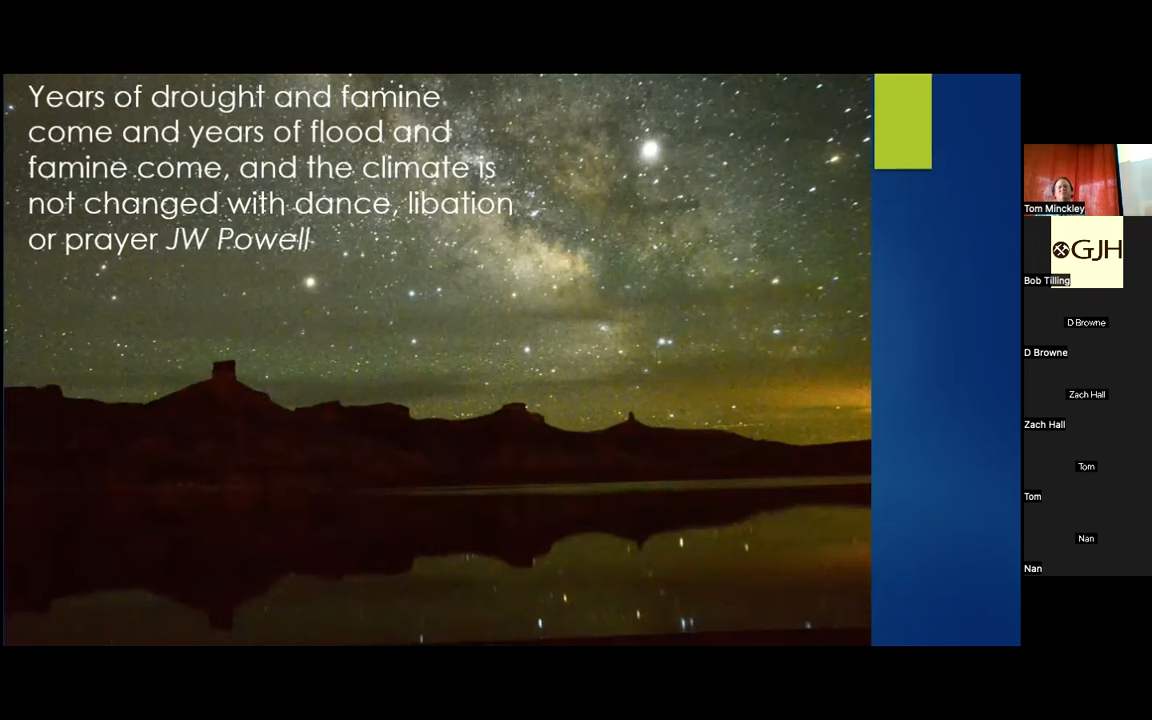 Years of drought and famine
come and years of flood and
famine come, and the climate is
not changed with dance, libation
or prayer JW Powell
Tom Minckley
GJH
Bob Tilling
D Browne
D Browne
Zach Hall
Zach Hall
Tom
Tom
Nan
Nan